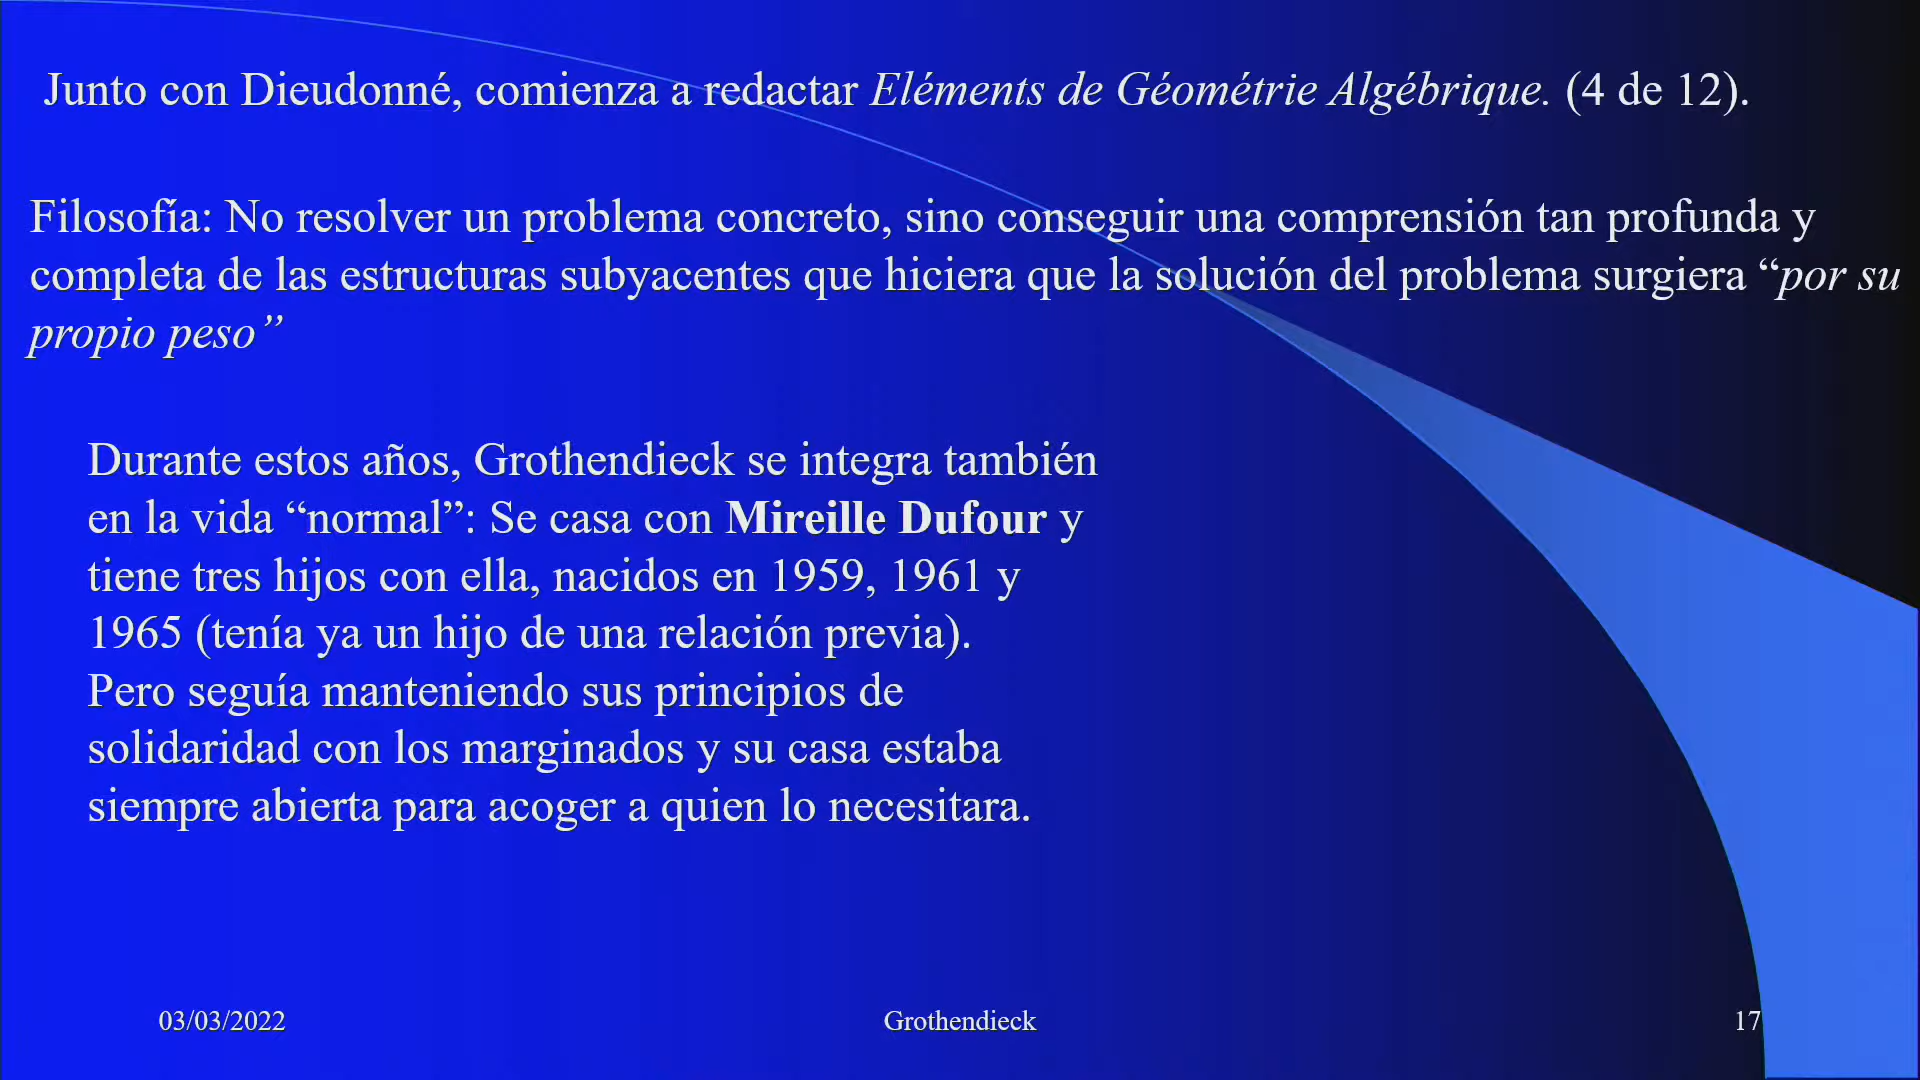 Junto con Dieudonné, comienza a redactar Eléments de Géométrie Algébrique. (4 de 12).
Filosofía: No resolver un problema concreto, sino conseguir una comprensión tan profunda y
completa de las estructuras subyacentes que hiciera que la solución del problema surgiera “por su
propio peso”
Durante estos años, Grothendieck se integra también
en la vida “normal”: Se casa con Mireille Dufour y
tiene tres hijos con ella, nacidos en 1959, 1961 y
1965 (tenía ya un hijo de una relación previa).
Pero seguía manteniendo sus principios de
solidaridad con los marginados y su casa estaba
siempre abierta para acoger a quien lo necesitara.
03/03/2022
Grothendieck
17